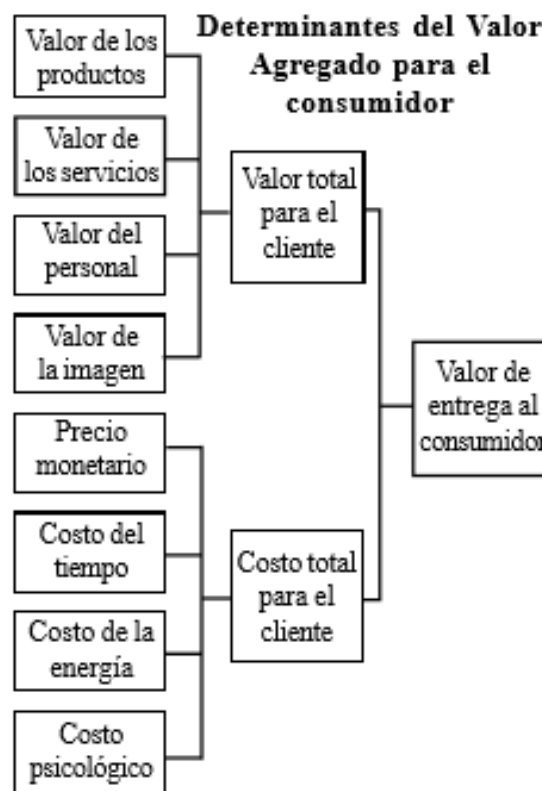 Determinantes del Valor
Agregado para el
consumidor
Valor de los
productos
Valor de
los servicios
Valor del
personal
Valor de
la imagen
Precio
monetario
Costo del
tiempo
Costo de la
energía
Costo
psicológico
Valor total
para el
cliente
Costo total
para el
cliente
Valor de
entrega al
consumidor